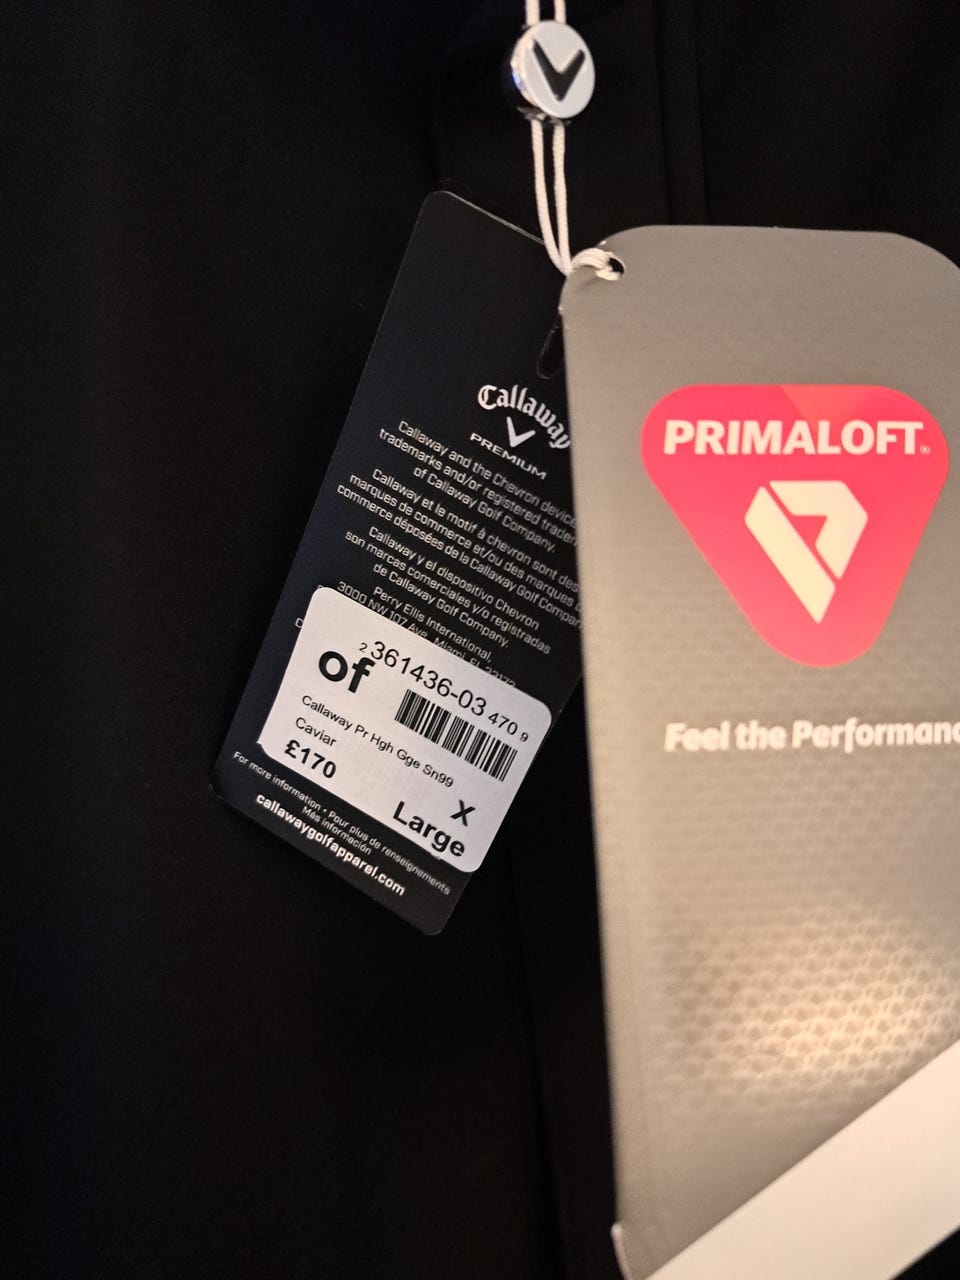 Callaway
PREMIUM
Callaway and the Chevron device
trademarks and/or registered
of Callaway Golf Company.
Callaway et le motif à chevron sont des
marques de commerce et/ou des marques
commerce déposées de la Callaway Golf
Callaway y el dispositivo Chevron
son marcas comerciales y/o registradas
de Callaway Golf Company.
Perry Ellis International,
3000 NW 107 Ave, Miami, FL 33172
of
2 361436-03 470 9
Callaway Pr Hgh Gge Sn99
Caviar
£170
X
Large
For more information • Pour plus de renseignements
Más información
callawaygolfapparel.com
PRIMALOFT®
Feel the